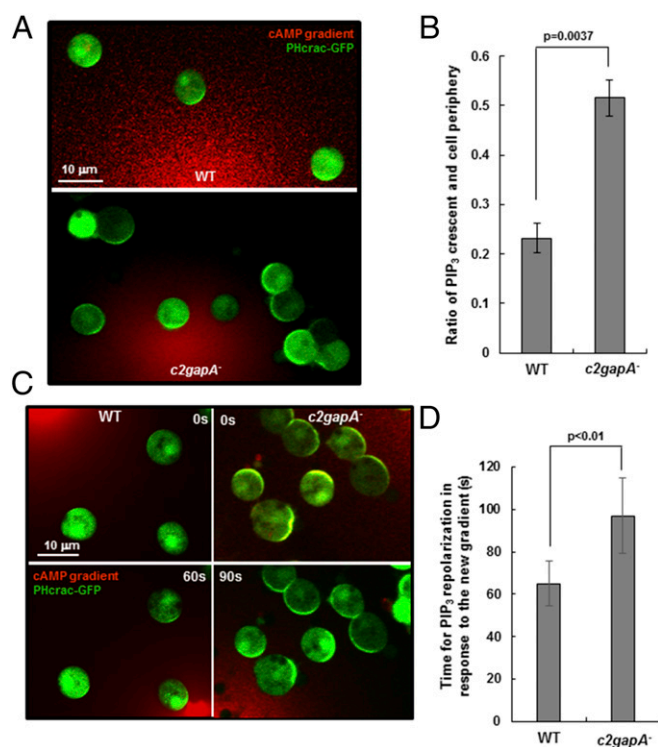 A
cAMP gradient
PHcrac-GFP
10 µm
WT
c2gapA-
B
p=0.0037
Ratio of PIP3 crescent and cell periphery
0.6
0.5
0.4
0.3
0.2
0.1
0
WT c2gapA-
C
WT 0s
0s c2gapA-
10 µm
cAMP gradient
PHcrac-GFP
60s
90s
D
p<0.01
Time for PIP3 repolarization in
response to the new gradient (s)
120
100
80
60
40
20
0
WT c2gapA-